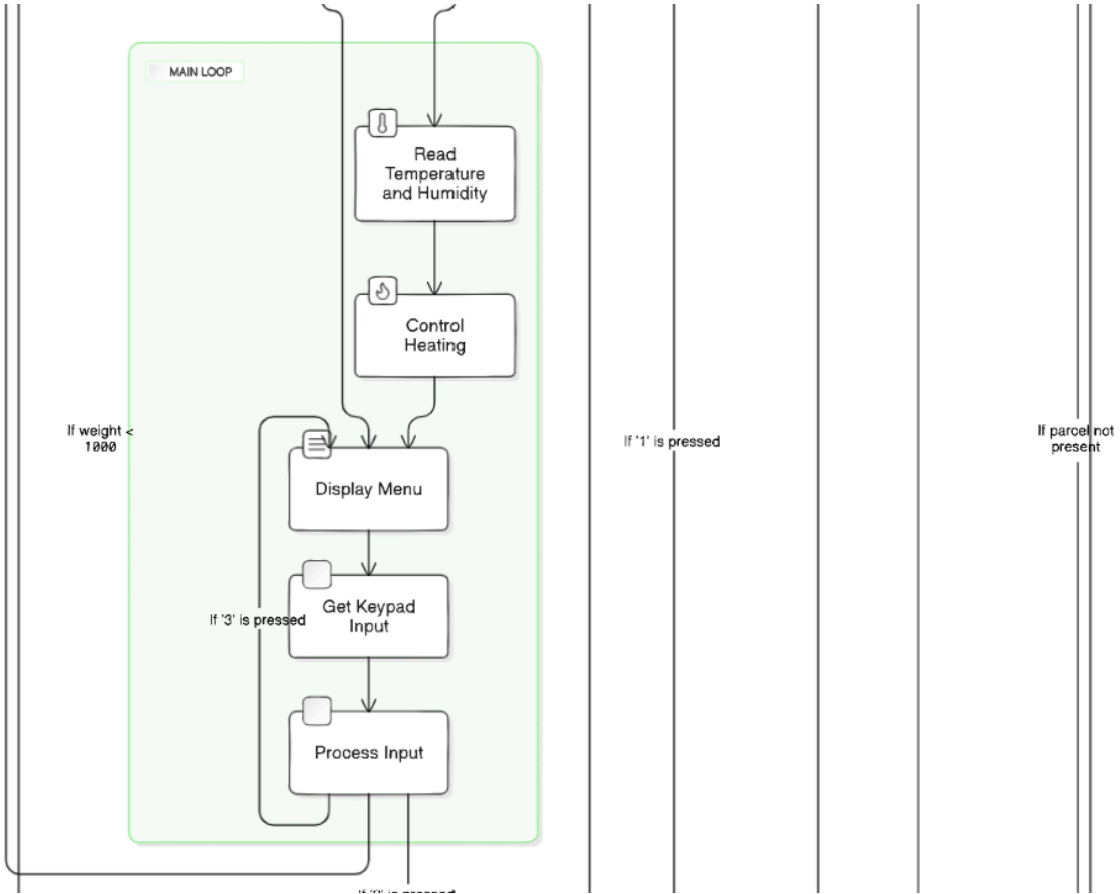 MAIN LOOP
Read
Temperature
and Humidity
Control
Heating
If weight <
1000
If '1' is pressed
If parcel not
present
Display Menu
If '3' is pressed
Get Keypad
Input
Process Input